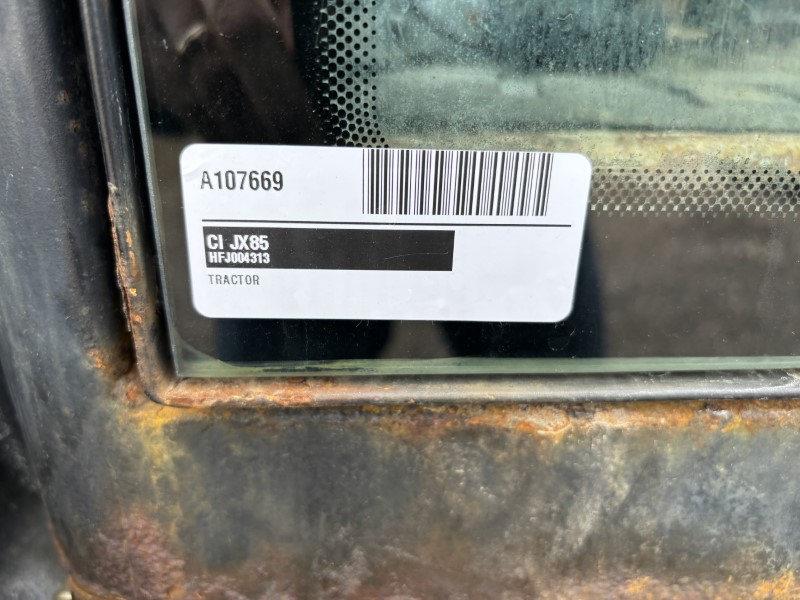 A107669
CI JX85
HFJ004313
TRACTOR